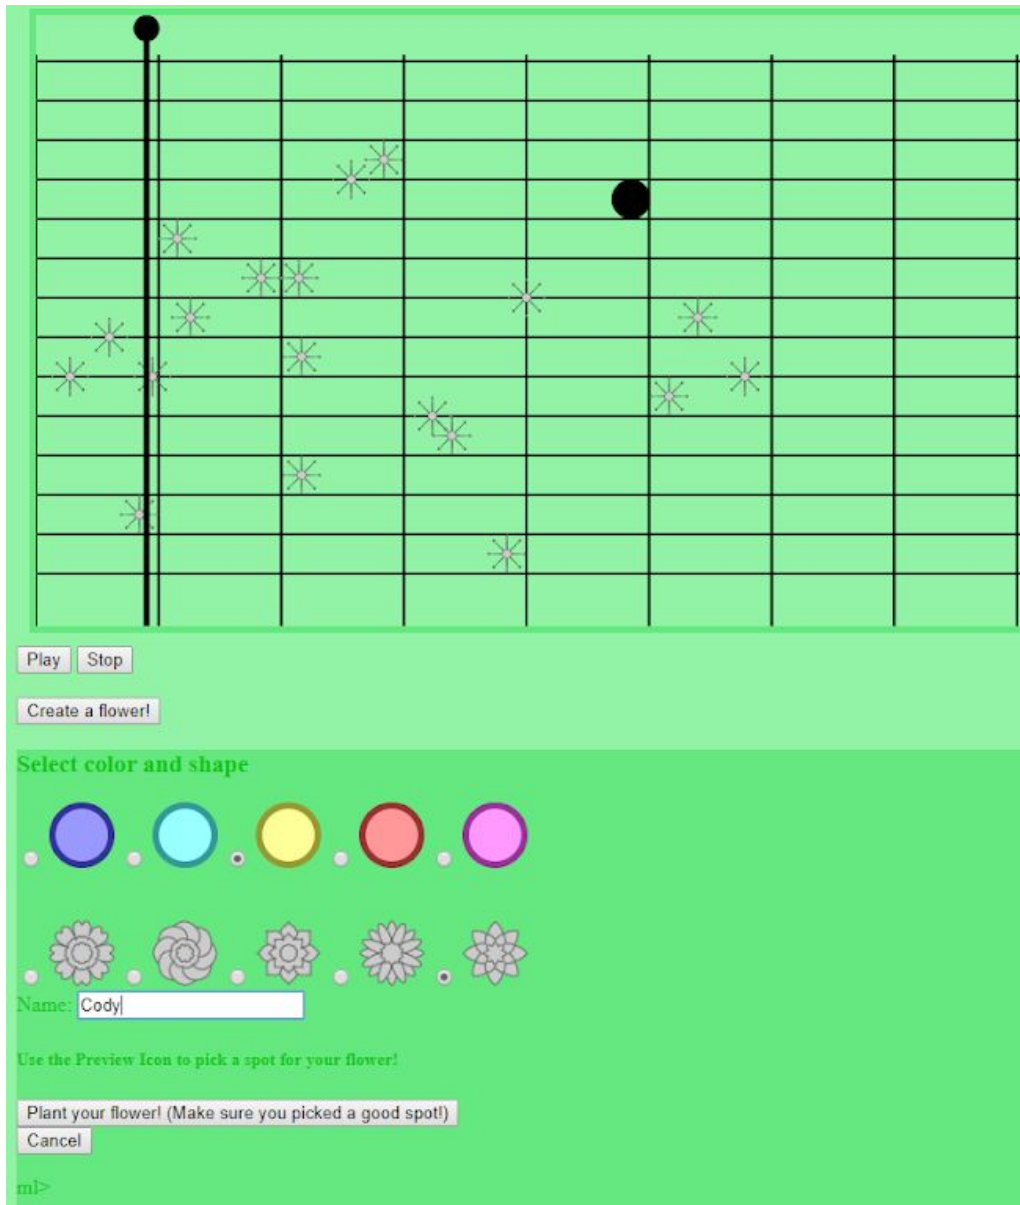 Play Stop
Create a flower!
Select color and shape
Name: Cody
Use the Preview Icon to pick a spot for your flower!
Plant your flower! (Make sure you picked a good spot!)
Cancel
ml>